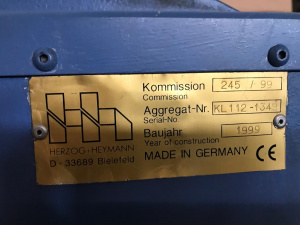 Kommission 245 / 99
Commission
Aggregat-Nr. KL112-134
Serial-No
Baujahr 1999
Year of construction
HERZOG+HEYMANN
D - 33689 Bielefeld
MADE IN GERMANY CE